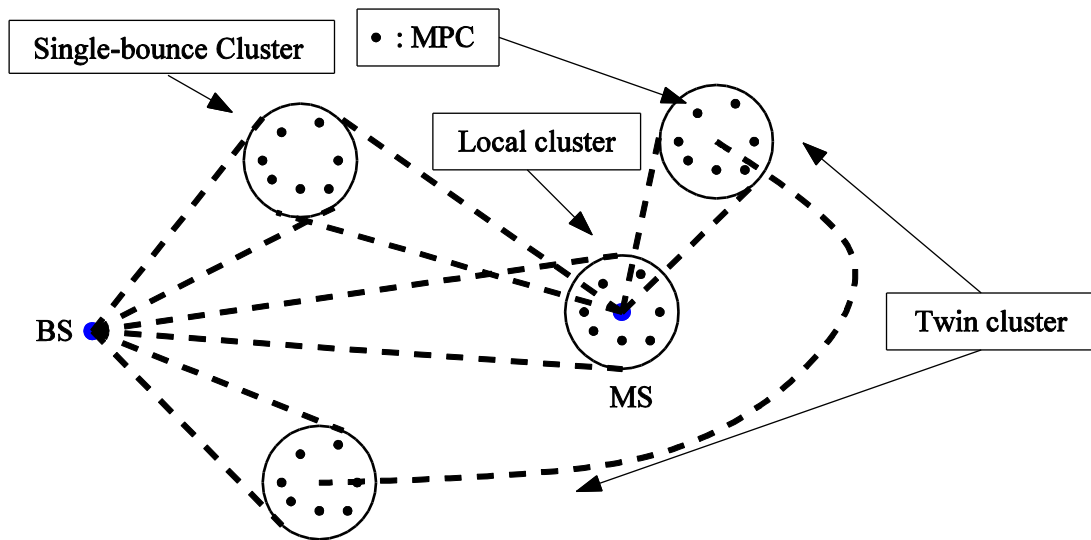 Single-bounce Cluster
• : MPC
Local cluster
BS
Twin cluster
MS